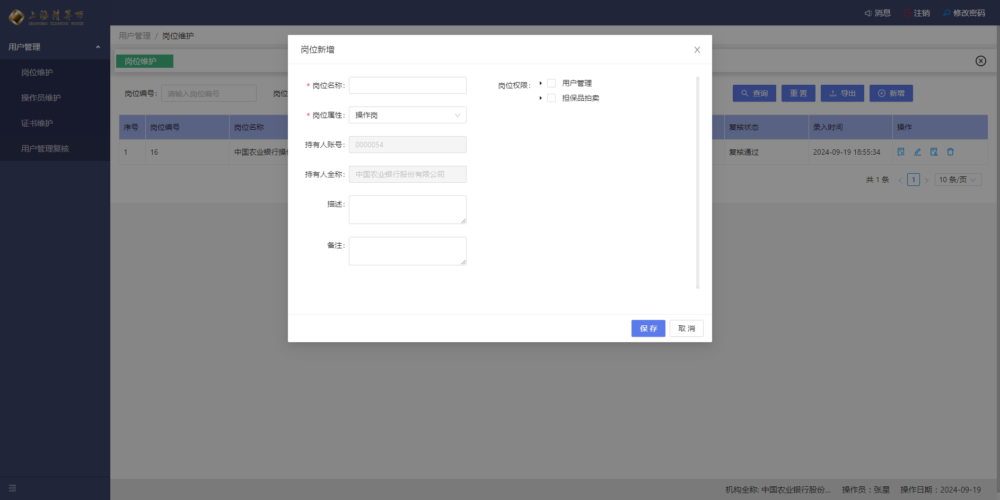 上海清算所
SHANGHAI CLEARING HOUSE
消息 注销 修改密码
用户管理
岗位维护
操作员维护
证书维护
用户管理复核
用户管理 / 岗位维护
岗位维护
岗位编号: 请输入岗位编号 岗位
查询 重置 导出 新增
序号 岗位编号 岗位名称 复核状态 录入时间 操作
1 16 中国农业银行操作 复核通过 2024-09-19 18:55:34
共 1 条 < 1 > 10 条/页
岗位新增
* 岗位名称:
* 岗位属性: 操作岗
持有人账号: 0000054
持有人全称: 中国农业银行股份有限公司
描述:
备注:
岗位权限: 用户管理
担保品拍卖
保存 取消
机构全称: 中国农业银行股份... 操作员：张星 操作日期：2024-09-19